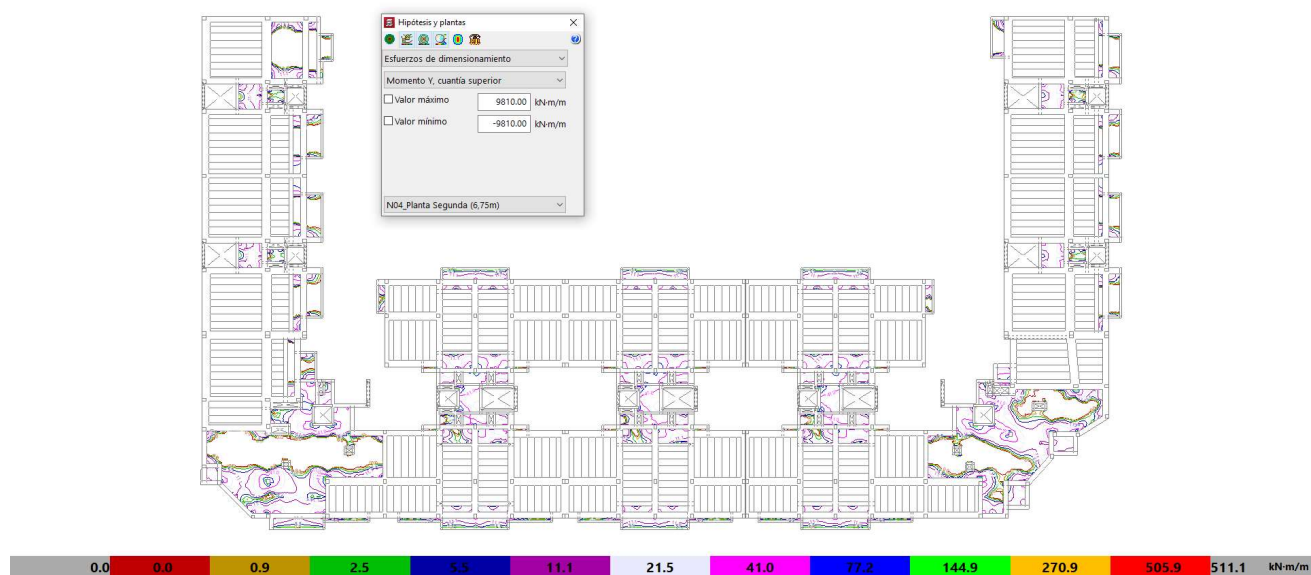 Hipótesis y plantas
Esfuerzos de dimensionamiento
Momento Y, cuantía superior
Valor máximo 9810.00 kN·m/m
Valor mínimo -9810.00 kN·m/m
N04_Planta Segunda (6,75m)
0.0 0.0 0.9 2.5 5.5 11.1 21.5 41.0 77.2 144.9 270.9 505.9 511.1 kN·m/m